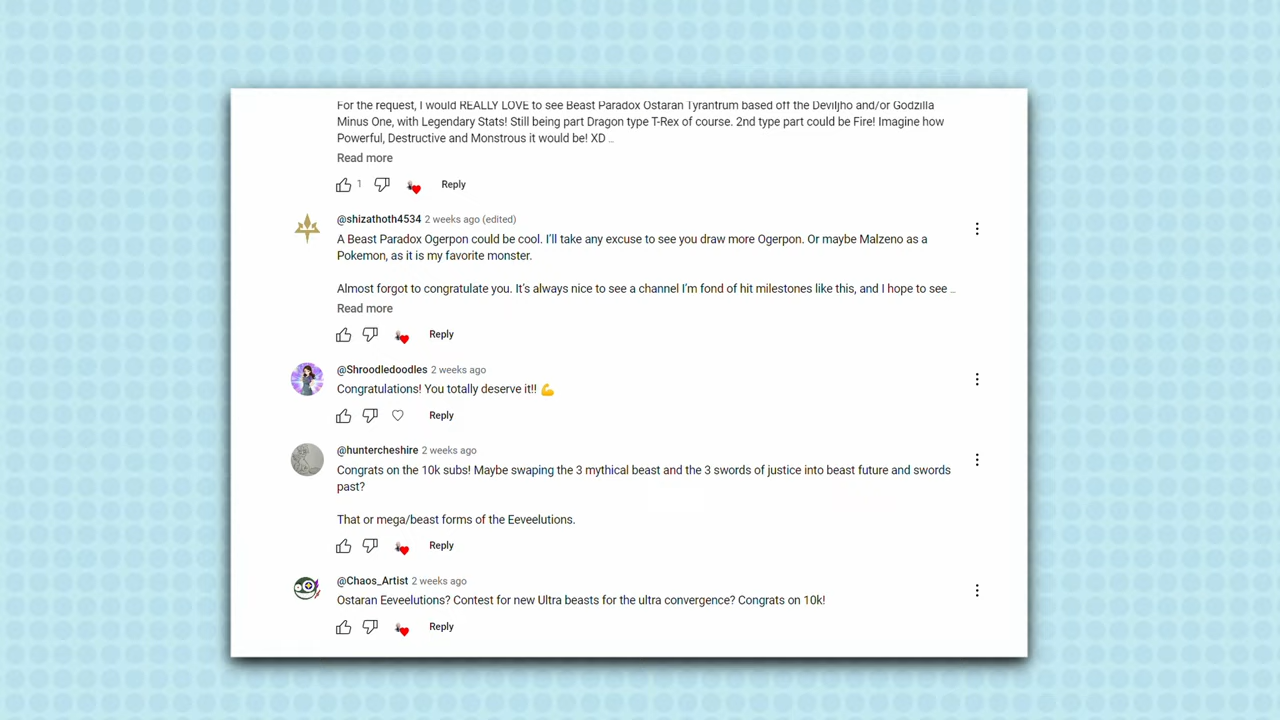 For the request, I would REALLY LOVE to see Beast Paradox Ostaran Tyrantrum based off the Deviljho and/or Godzilla
Minus One, with Legendary Stats! Still being part Dragon type T-Rex of course. 2nd type part could be Fire! Imagine how
Powerful, Destructive and Monstrous it would be! XD ...
Read more
1 Reply
@shizathoth4534 2 weeks ago (edited)
A Beast Paradox Ogerpon could be cool. I'll take any excuse to see you draw more Ogerpon. Or maybe Malzeno as a
Pokemon, as it is my favorite monster.
Almost forgot to congratulate you. It's always nice to see a channel I'm fond of hit milestones like this, and I hope to see ...
Read more
Reply
@Shroodledoodles 2 weeks ago
Congratulations! You totally deserve it!! 💪
Reply
@huntercheshire 2 weeks ago
Congrats on the 10k subs! Maybe swaping the 3 mythical beast and the 3 swords of justice into beast future and swords
past?
That or mega/beast forms of the Eeveelutions.
Reply
@Chaos_Artist 2 weeks ago
Ostaran Eeveelutions? Contest for new Ultra beasts for the ultra convergence? Congrats on 10k!
Reply